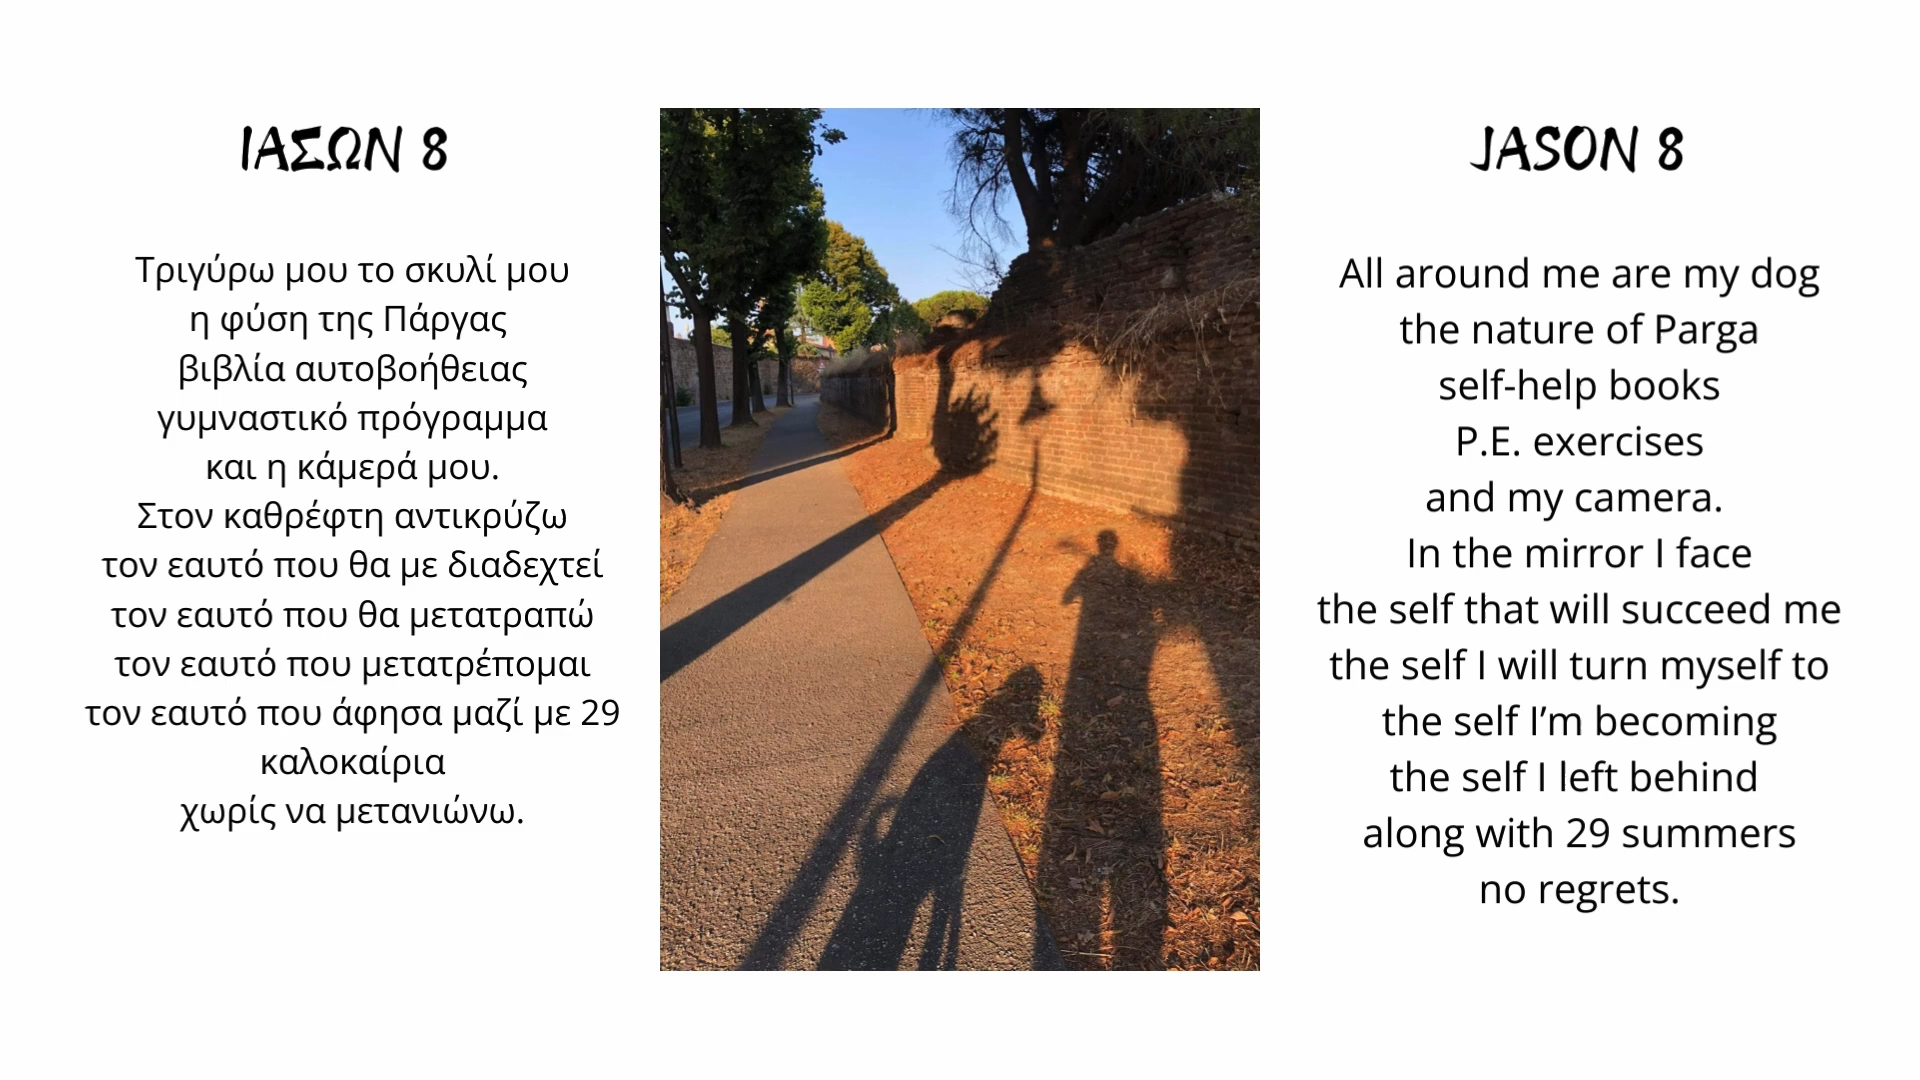 ΙΑΣΩΝ 8
Τριγύρω μου το σκυλί μου
η φύση της Πάργας
βιβλία αυτοβοήθειας
γυμναστικό πρόγραμμα
και η κάμερά μου.
Στον καθρέφτη αντικρύζω
τον εαυτό που θα με διαδεχτεί
τον εαυτό που θα μετατραπώ
τον εαυτό που μετατρέπομαι
τον εαυτό που άφησα μαζί με 29
καλοκαίρια
χωρίς να μετανιώνω.
JASON 8
All around me are my dog
the nature of Parga
self-help books
P.E. exercises
and my camera.
In the mirror I face
the self that will succeed me
the self I will turn myself to
the self I’m becoming
the self I left behind
along with 29 summers
no regrets.